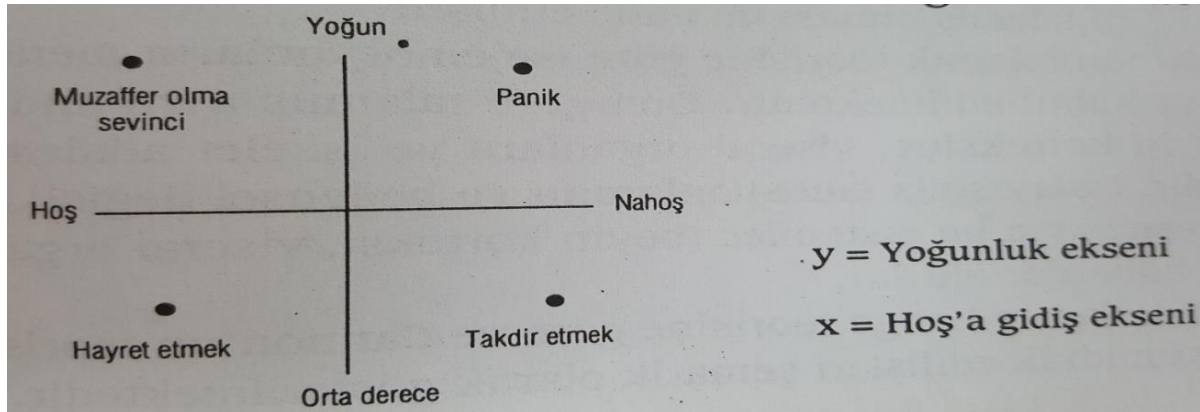 Yoğun
Muzaffer olma
sevinci
Panik
Hoş
Nahoş
y = Yoğunluk ekseni
x = Hoş'a gidiş ekseni
Hayret etmek
Takdir etmek
Orta derece